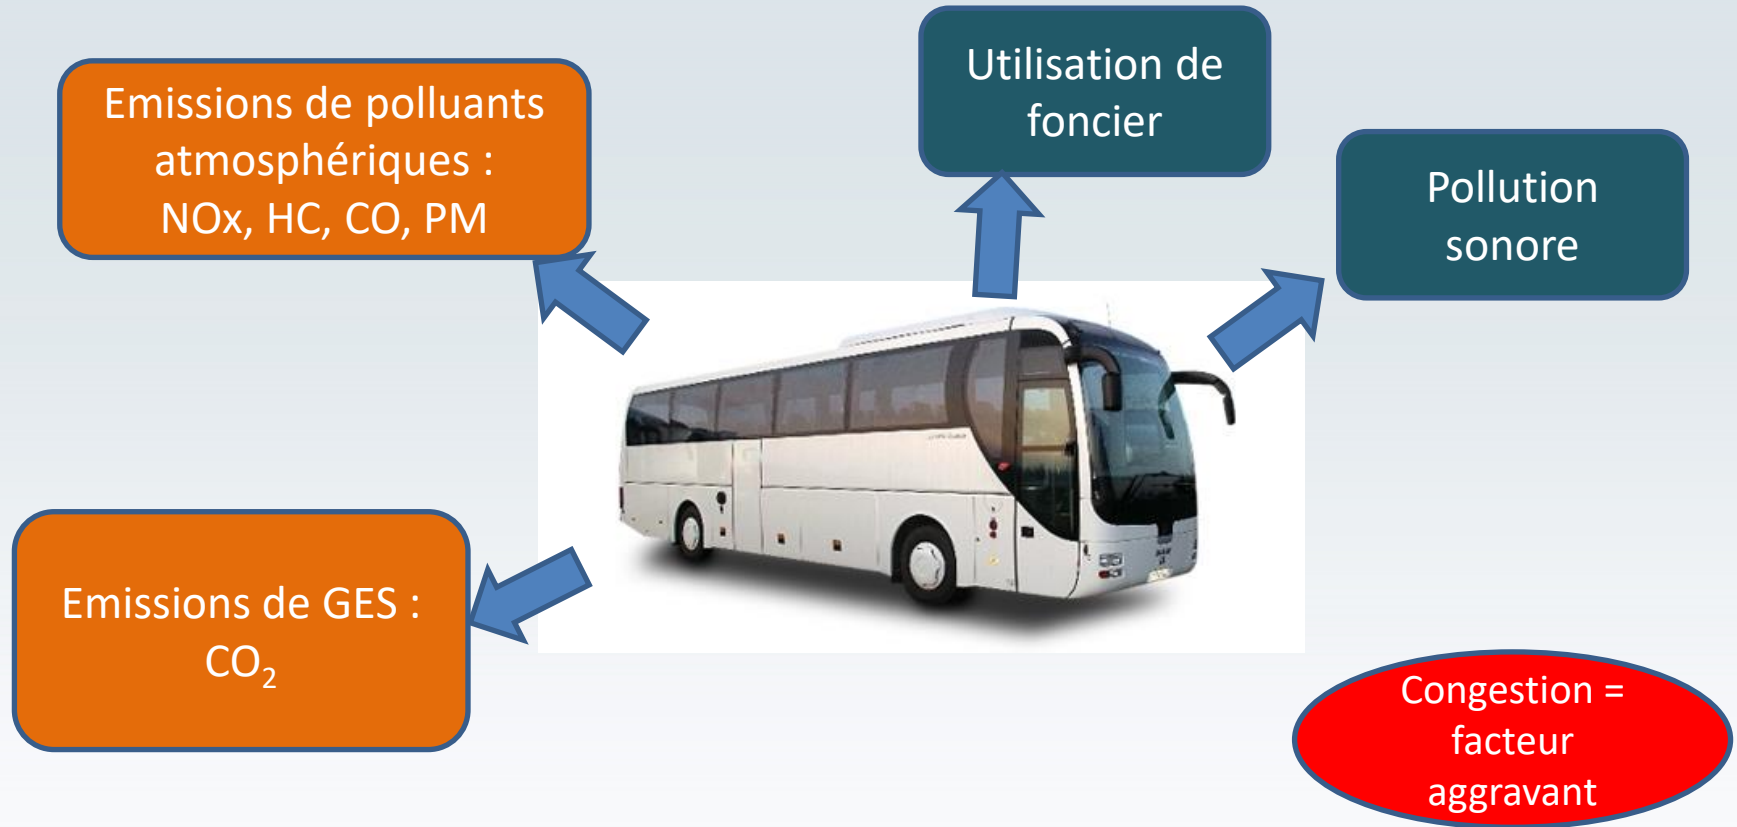 Emissions de polluants
atmosphériques :
NOx, HC, CO, PM
Utilisation de
foncier
Pollution
sonore
Emissions de GES :
CO₂
Congestion =
facteur
aggravant